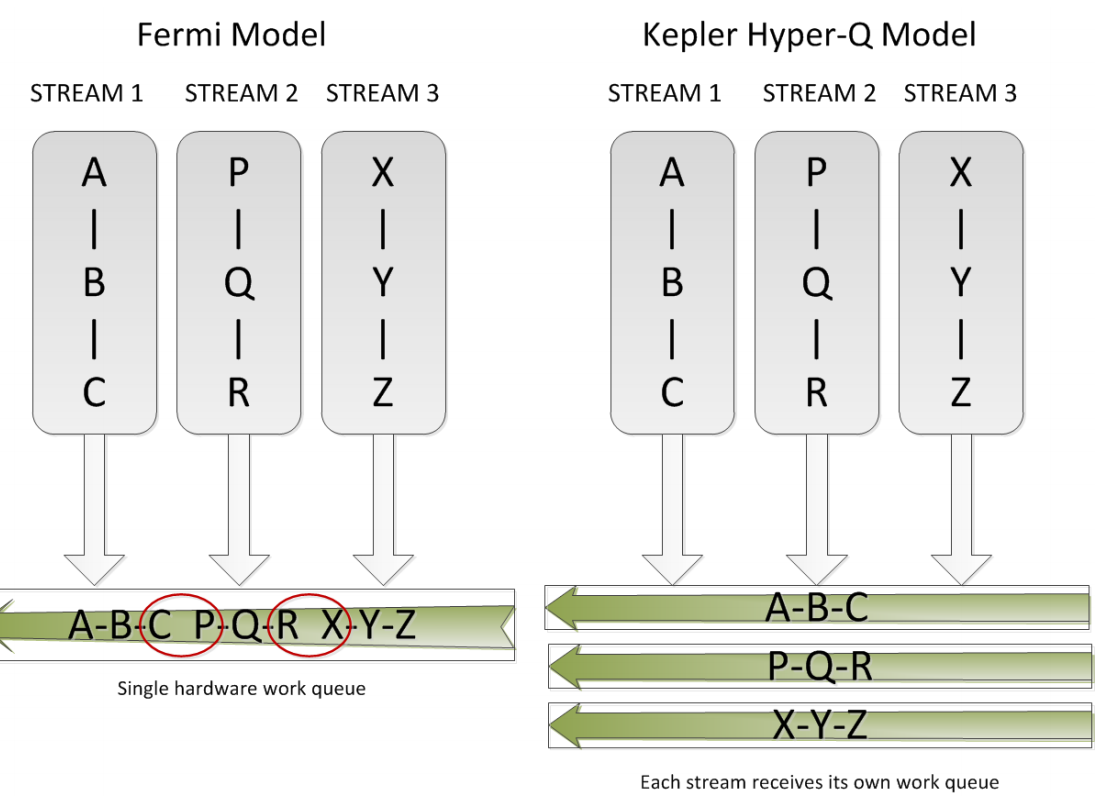 Fermi Model
STREAM 1 STREAM 2 STREAM 3
A P X
| | |
B Q Y
| | |
C R Z
A-B-C P-Q-R X-Y-Z
Single hardware work queue
Kepler Hyper-Q Model
STREAM 1 STREAM 2 STREAM 3
A P X
| | |
B Q Y
| | |
C R Z
A-B-C
P-Q-R
X-Y-Z
Each stream receives its own work queue